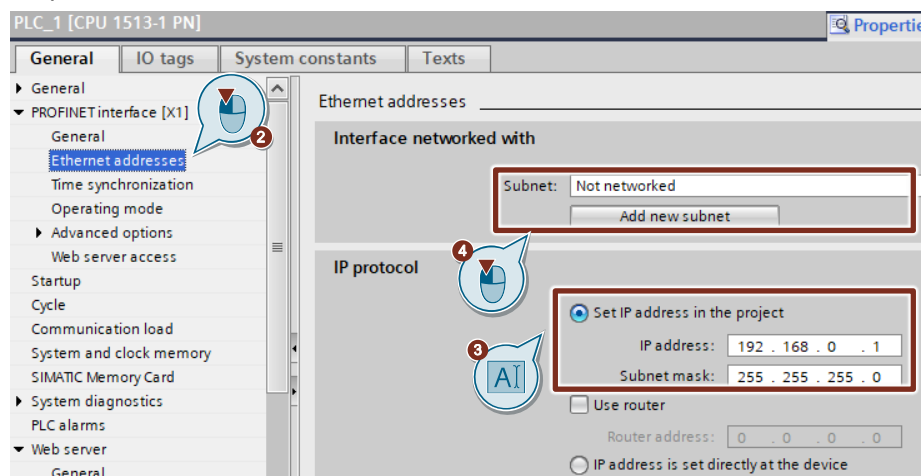 PLC_1 [CPU 1513-1 PN]
Properties
General IO tags System constants Texts
General
PROFINET interface [X1]
General
Ethernet addresses
Time synchronization
Operating mode
Advanced options
Web server access
Startup
Cycle
Communication load
System and clock memory
SIMATIC Memory Card
System diagnostics
PLC alarms
Web server
General
2
Ethernet addresses
Interface networked with
Subnet: Not networked
Add new subnet
4
IP protocol
Set IP address in the project
3
A
IP address: 192 . 168 . 0 . 1
Subnet mask: 255 . 255 . 255 . 0
Use router
Router address: 0 . 0 . 0 . 0
IP address is set directly at the device